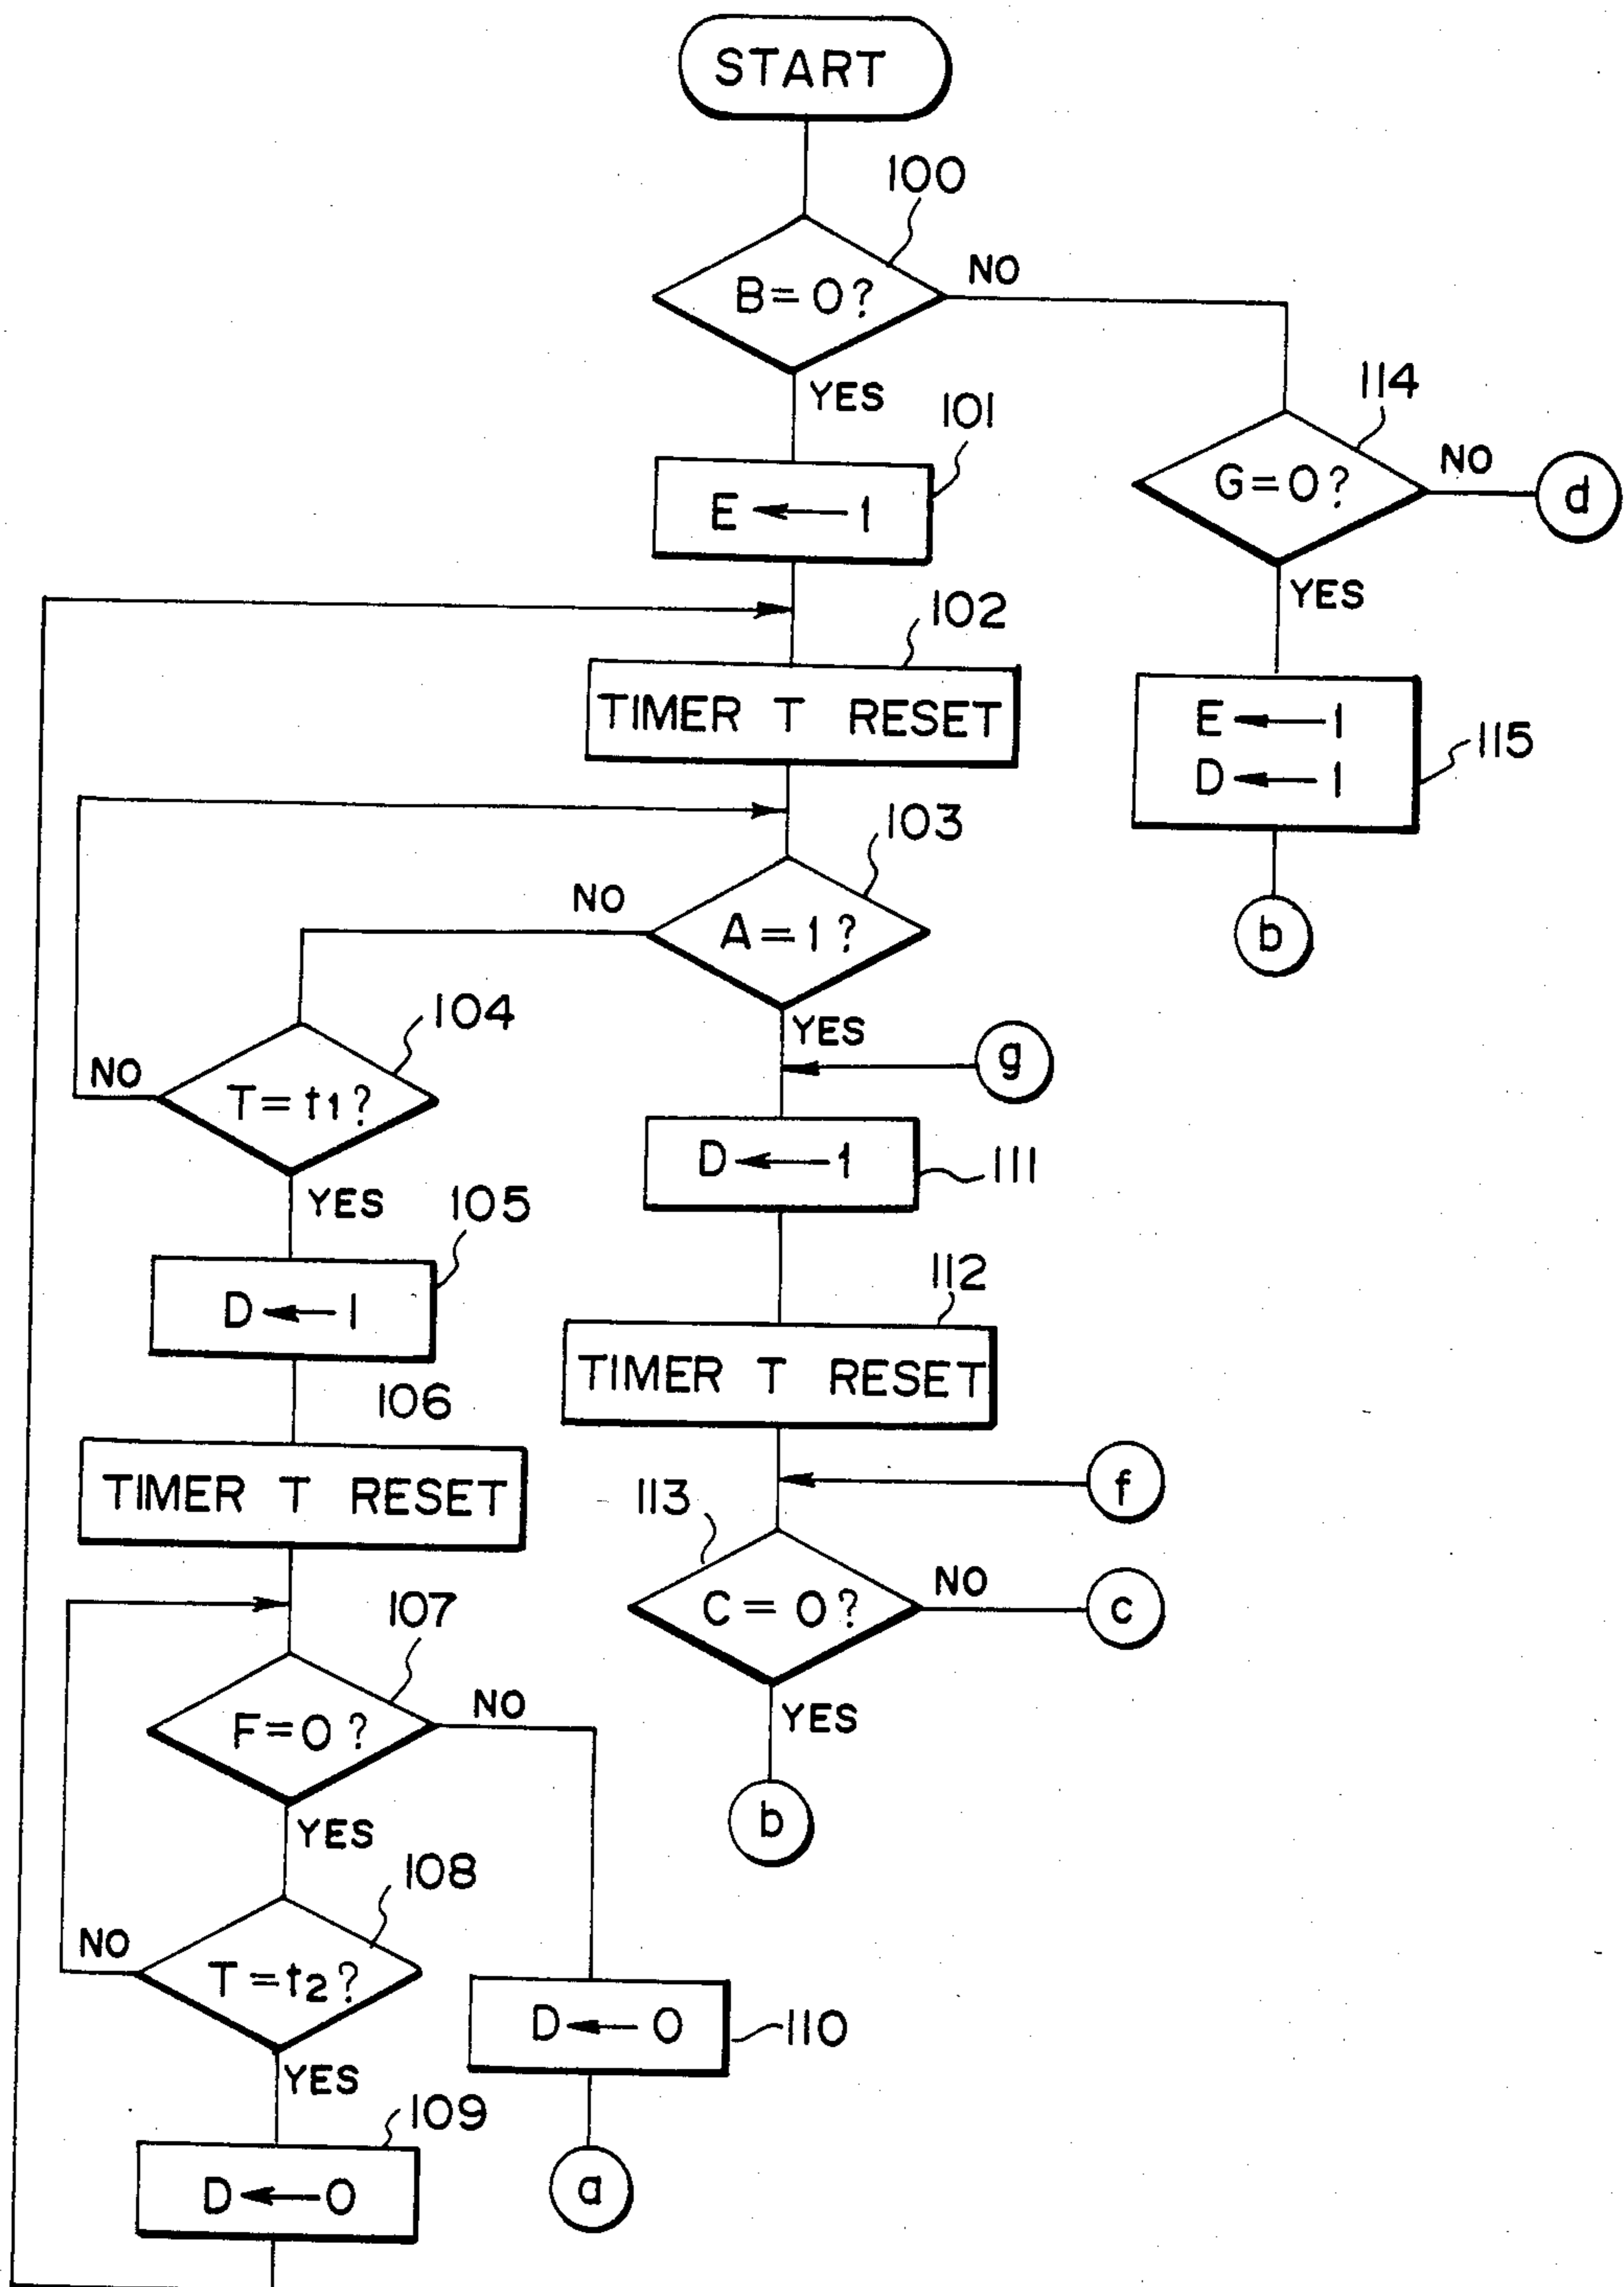 START
100
B=0?
NO
YES
101
E ← 1
114
G=0?
NO
d
YES
102
TIMER T RESET
E ← 1
D ← 1
115
b
103
A=1?
NO
YES
g
104
T=t1?
NO
YES
D ← 1
111
105
D ← 1
112
TIMER T RESET
106
TIMER T RESET
f
113
C=0?
NO
c
YES
b
107
F=0?
NO
YES
108
T=t2?
NO
YES
D ← 0
110
a
109
D ← 0